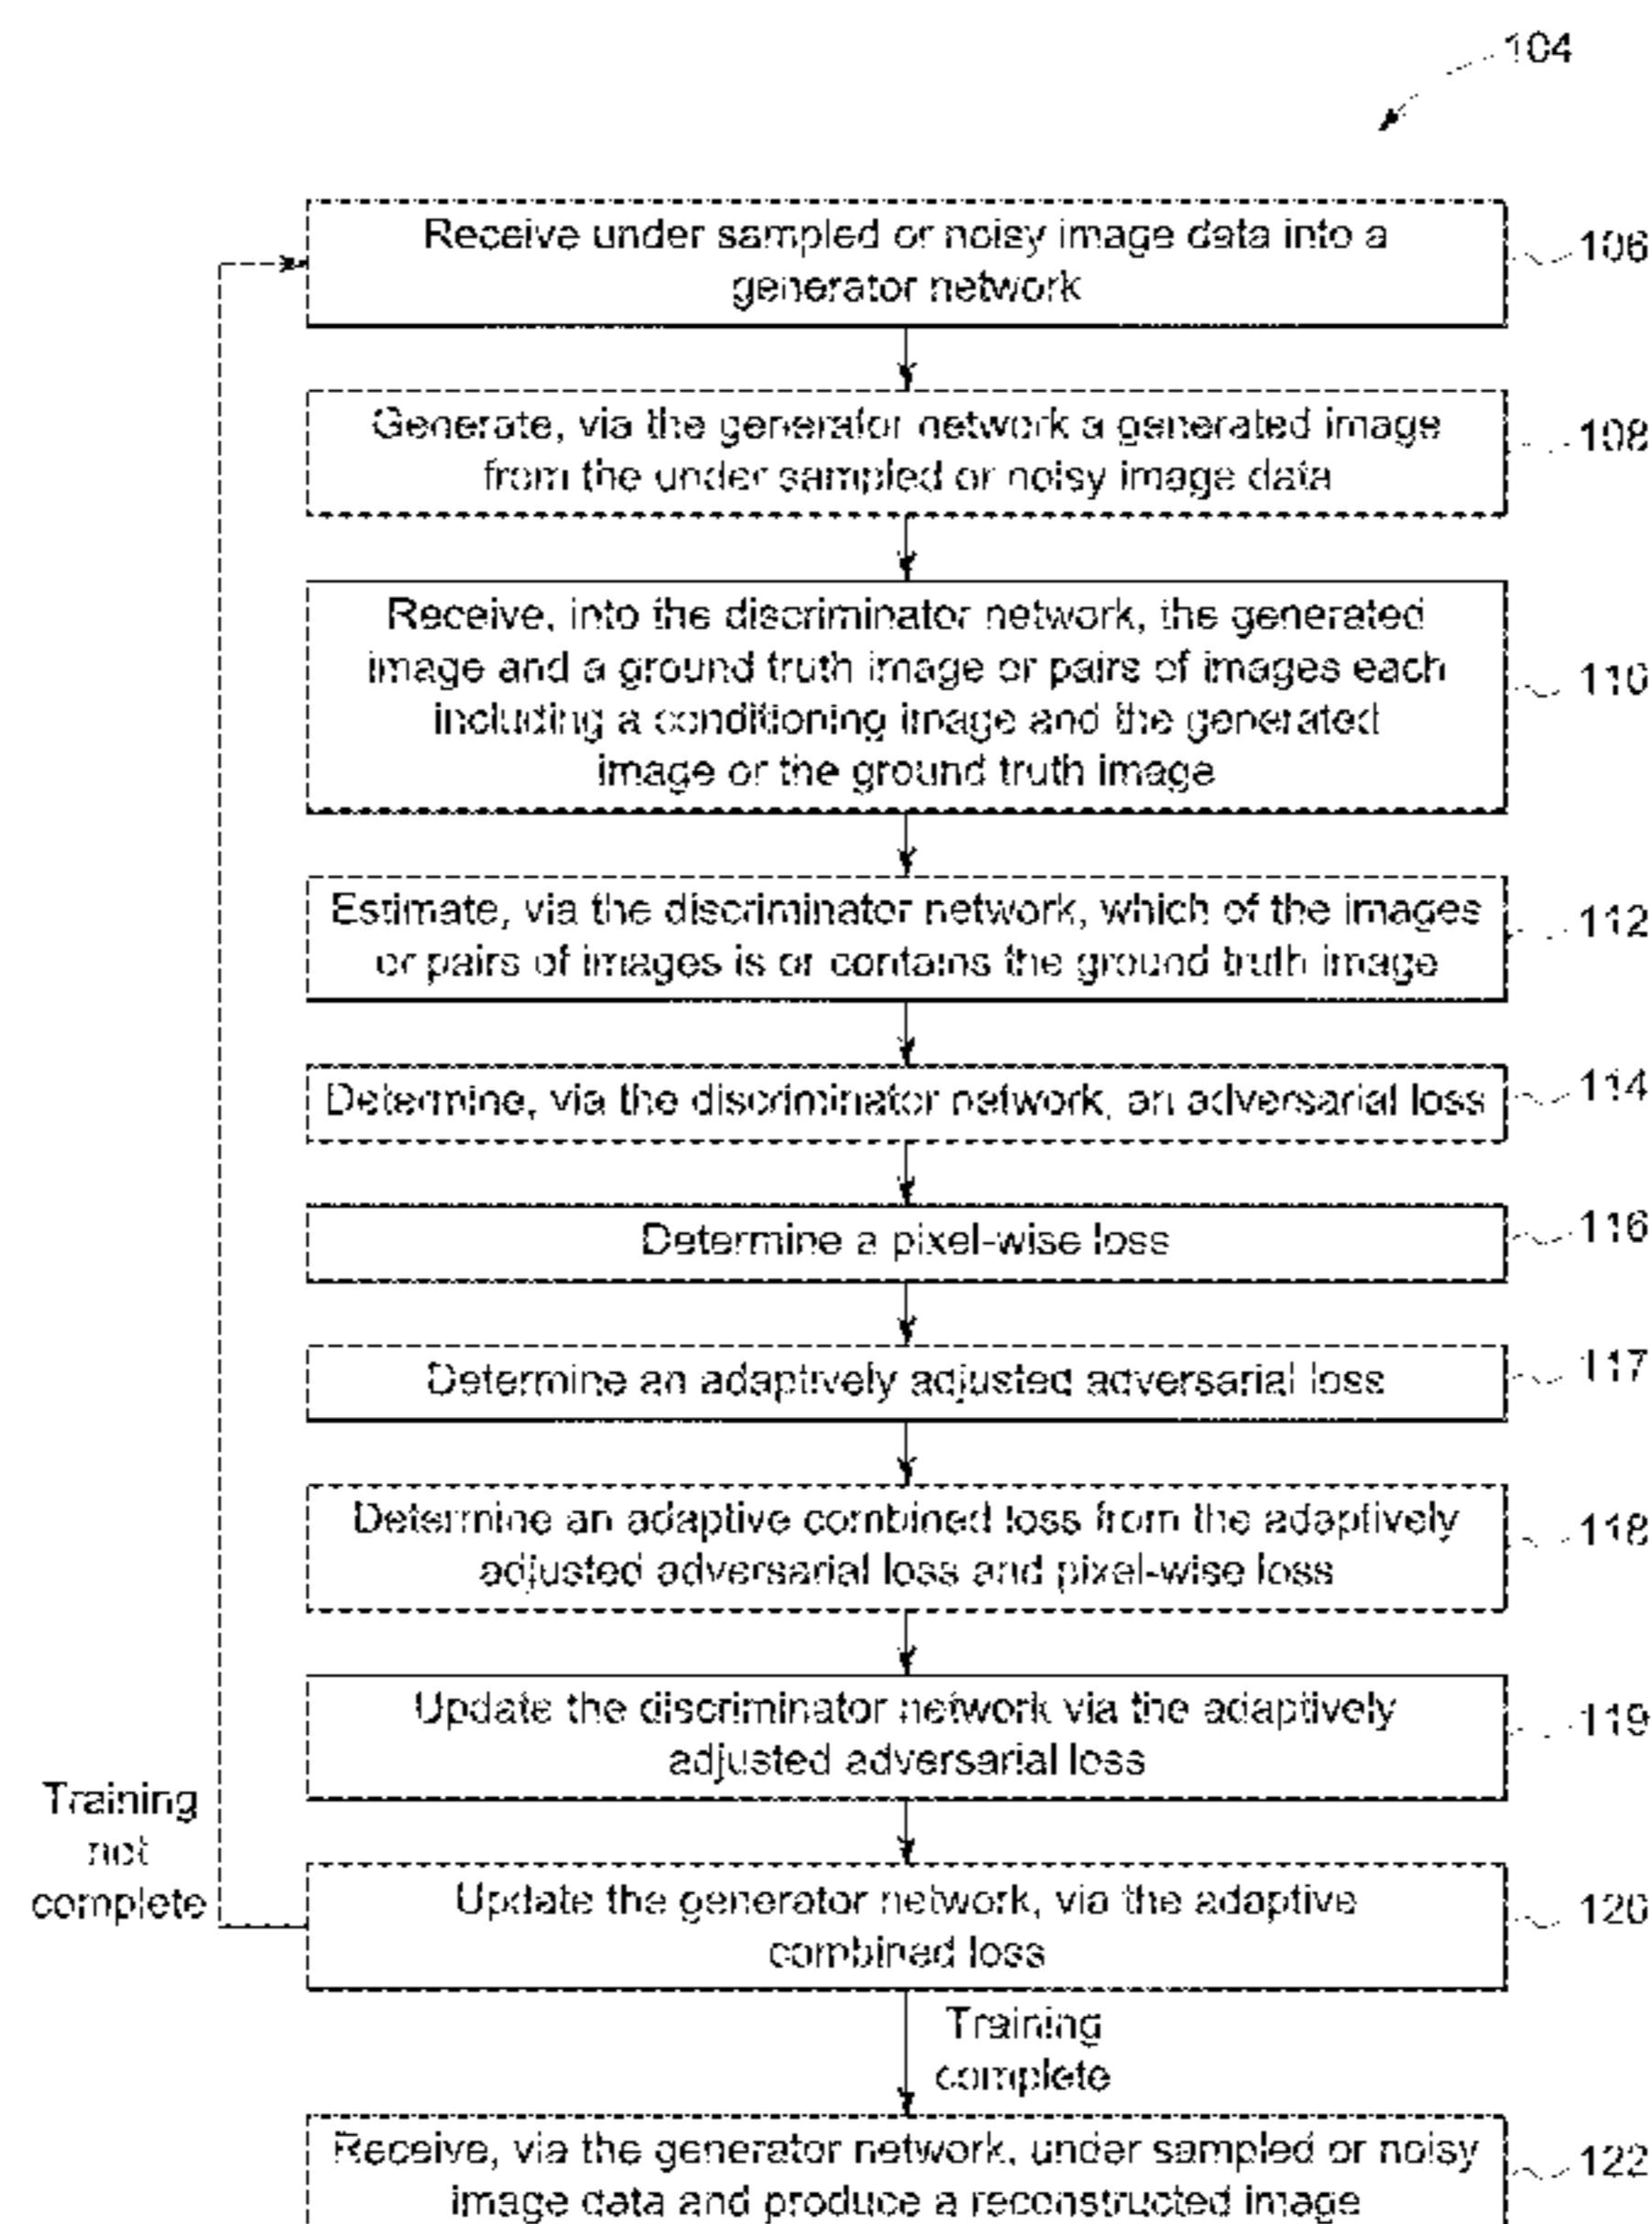 104
Receive under sampled or noisy image data into a
generator network
106
Generate, via the generator network a generated image
from the under sampled or noisy image data
108
Receive, into the discriminator network, the generated
image and a ground truth image or pairs of images each
including a conditioning image and the generated
image or the ground truth image
110
Estimate, via the discriminator network, which of the images
or pairs of images is or contains the ground truth image
112
Determine, via the discriminator network, an adversarial loss
114
Determine a pixel-wise loss
116
Determine an adaptively adjusted adversarial loss
117
Determine an adaptive combined loss from the adaptively
adjusted adversarial loss and pixel-wise loss
118
Update the discriminator network via the adaptively
adjusted adversarial loss
119
Training
not
complete
Update the generator network, via the adaptive
combined loss
120
Training
complete
Receive, via the generator network, under sampled or noisy
image data and produce a reconstructed image
122